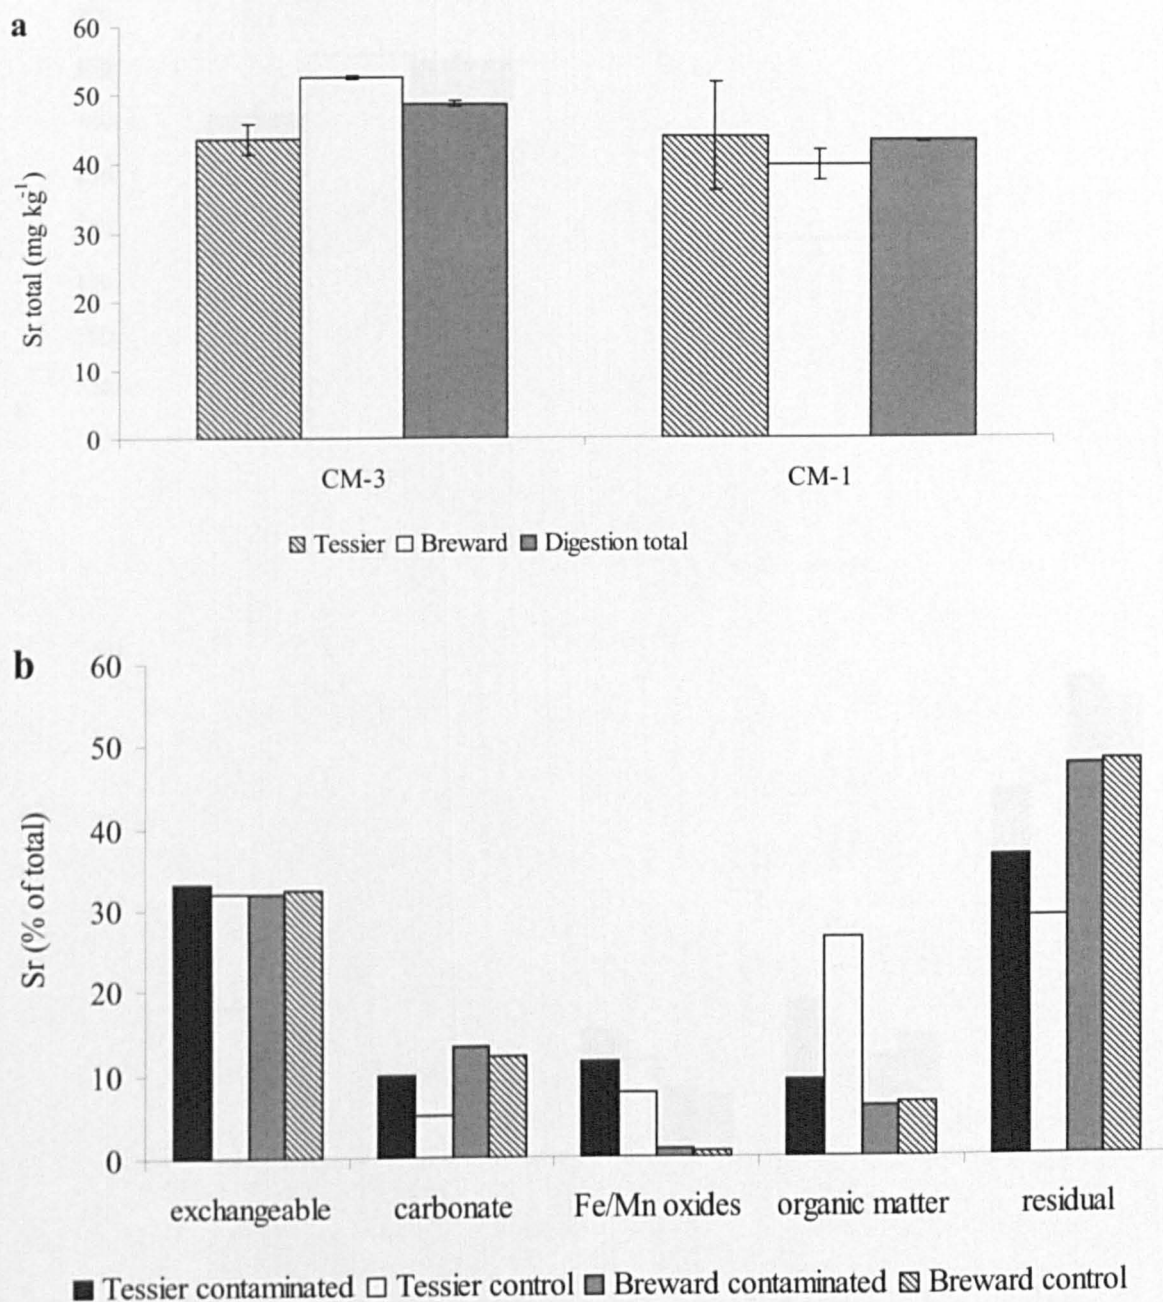 a
Sr total (mg kg-1)
60
50
40
30
20
10
0
CM-3 CM-1
Tessier Breward Digestion total
b
Sr (% of total)
60
50
40
30
20
10
0
exchangeable carbonate Fe/Mn oxides organic matter residual
Tessier contaminated Tessier control Breward contaminated Breward control